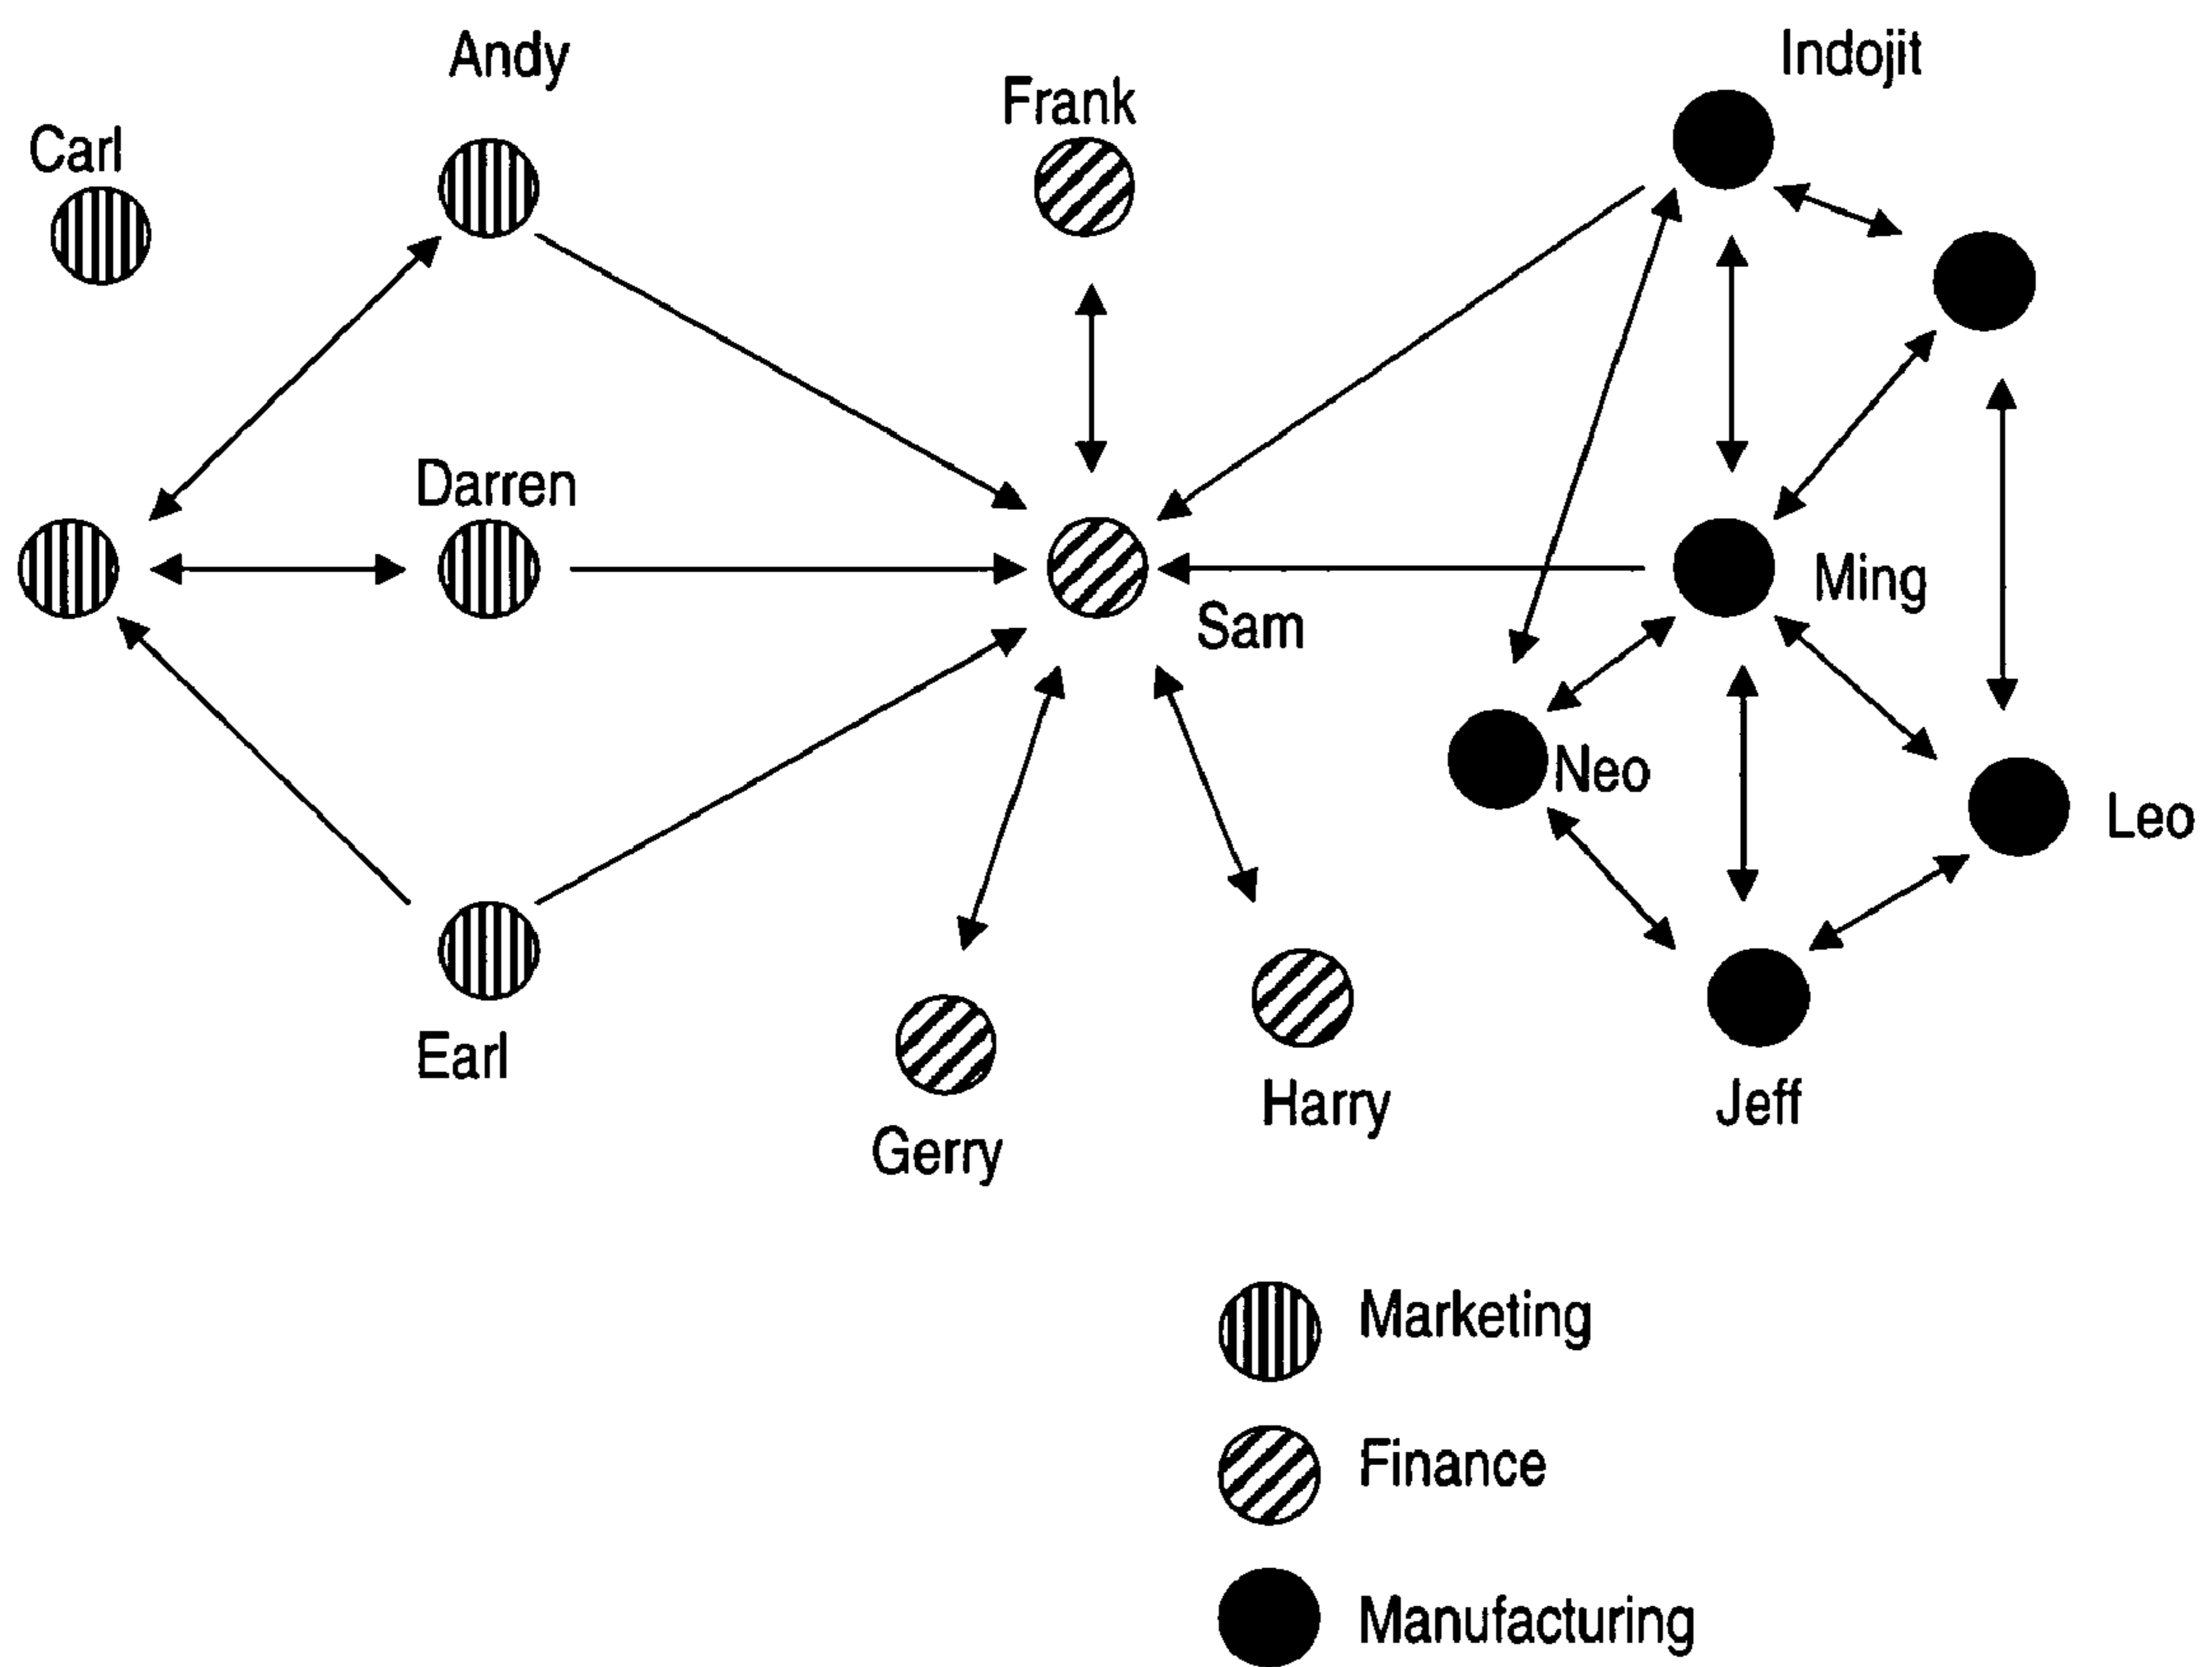 Andy
Indojit
Frank
Carl
Darren
Ming
Sam
Neo
Leo
Earl
Harry
Jeff
Gerry
Marketing
Finance
Manufacturing